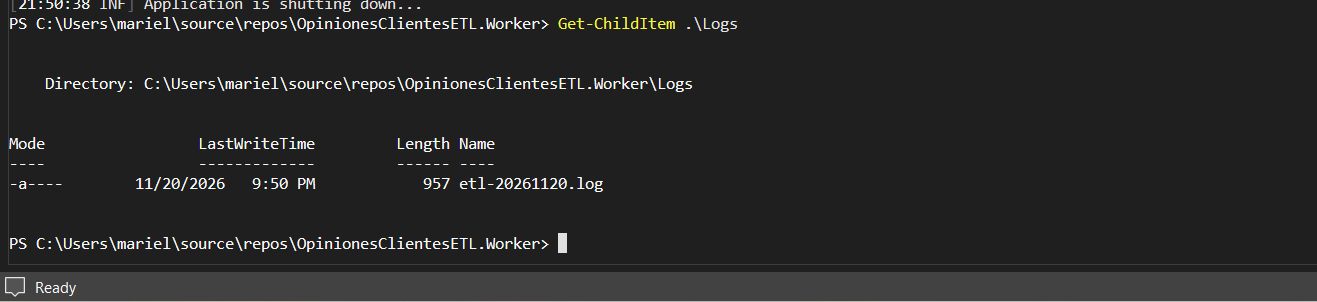 [21:50:38 INF] Application is shutting down...
PS C:\Users\mariel\source\repos\OpinionesClientesETL.Worker> Get-ChildItem .\Logs
Directory: C:\Users\mariel\source\repos\OpinionesClientesETL.Worker\Logs
Mode LastWriteTime Length Name
---- ------------- ------ ----
-a---- 11/20/2026 9:50 PM 957 etl-20261120.log
PS C:\Users\mariel\source\repos\OpinionesClientesETL.Worker>
Ready